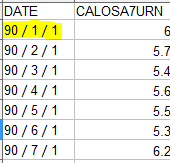 DATE CALOSA7URN
90 / 1 / 1 6
90 / 2 / 1 5.7
90 / 3 / 1 5.4
90 / 4 / 1 5.6
90 / 5 / 1 5.5
90 / 6 / 1 5.3
90 / 7 / 1 6.2